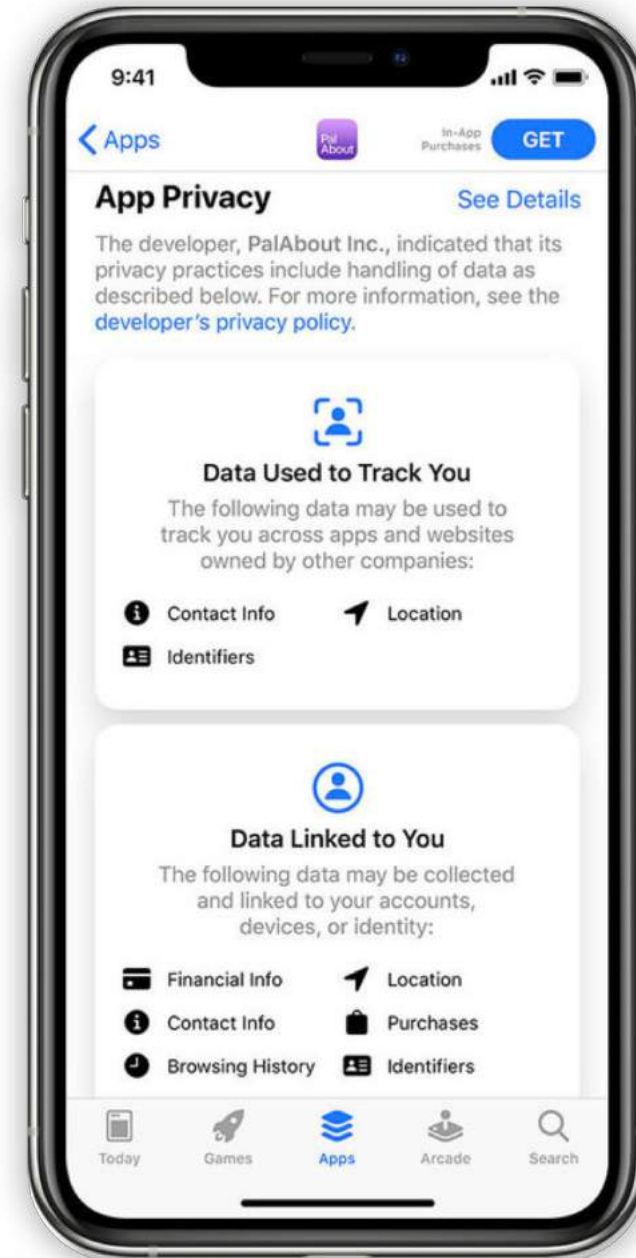 9:41
Apps
Pal
About
In-App
Purchases
GET
App Privacy
See Details
The developer, PalAbout Inc., indicated that its
privacy practices include handling of data as
described below. For more information, see the
developer's privacy policy.
Data Used to Track You
The following data may be used to
track you across apps and websites
owned by other companies:
Contact Info
Location
Identifiers
Data Linked to You
The following data may be collected
and linked to your accounts,
devices, or identity:
Financial Info
Location
Contact Info
Purchases
Browsing History
Identifiers
Today
Games
Apps
Arcade
Search